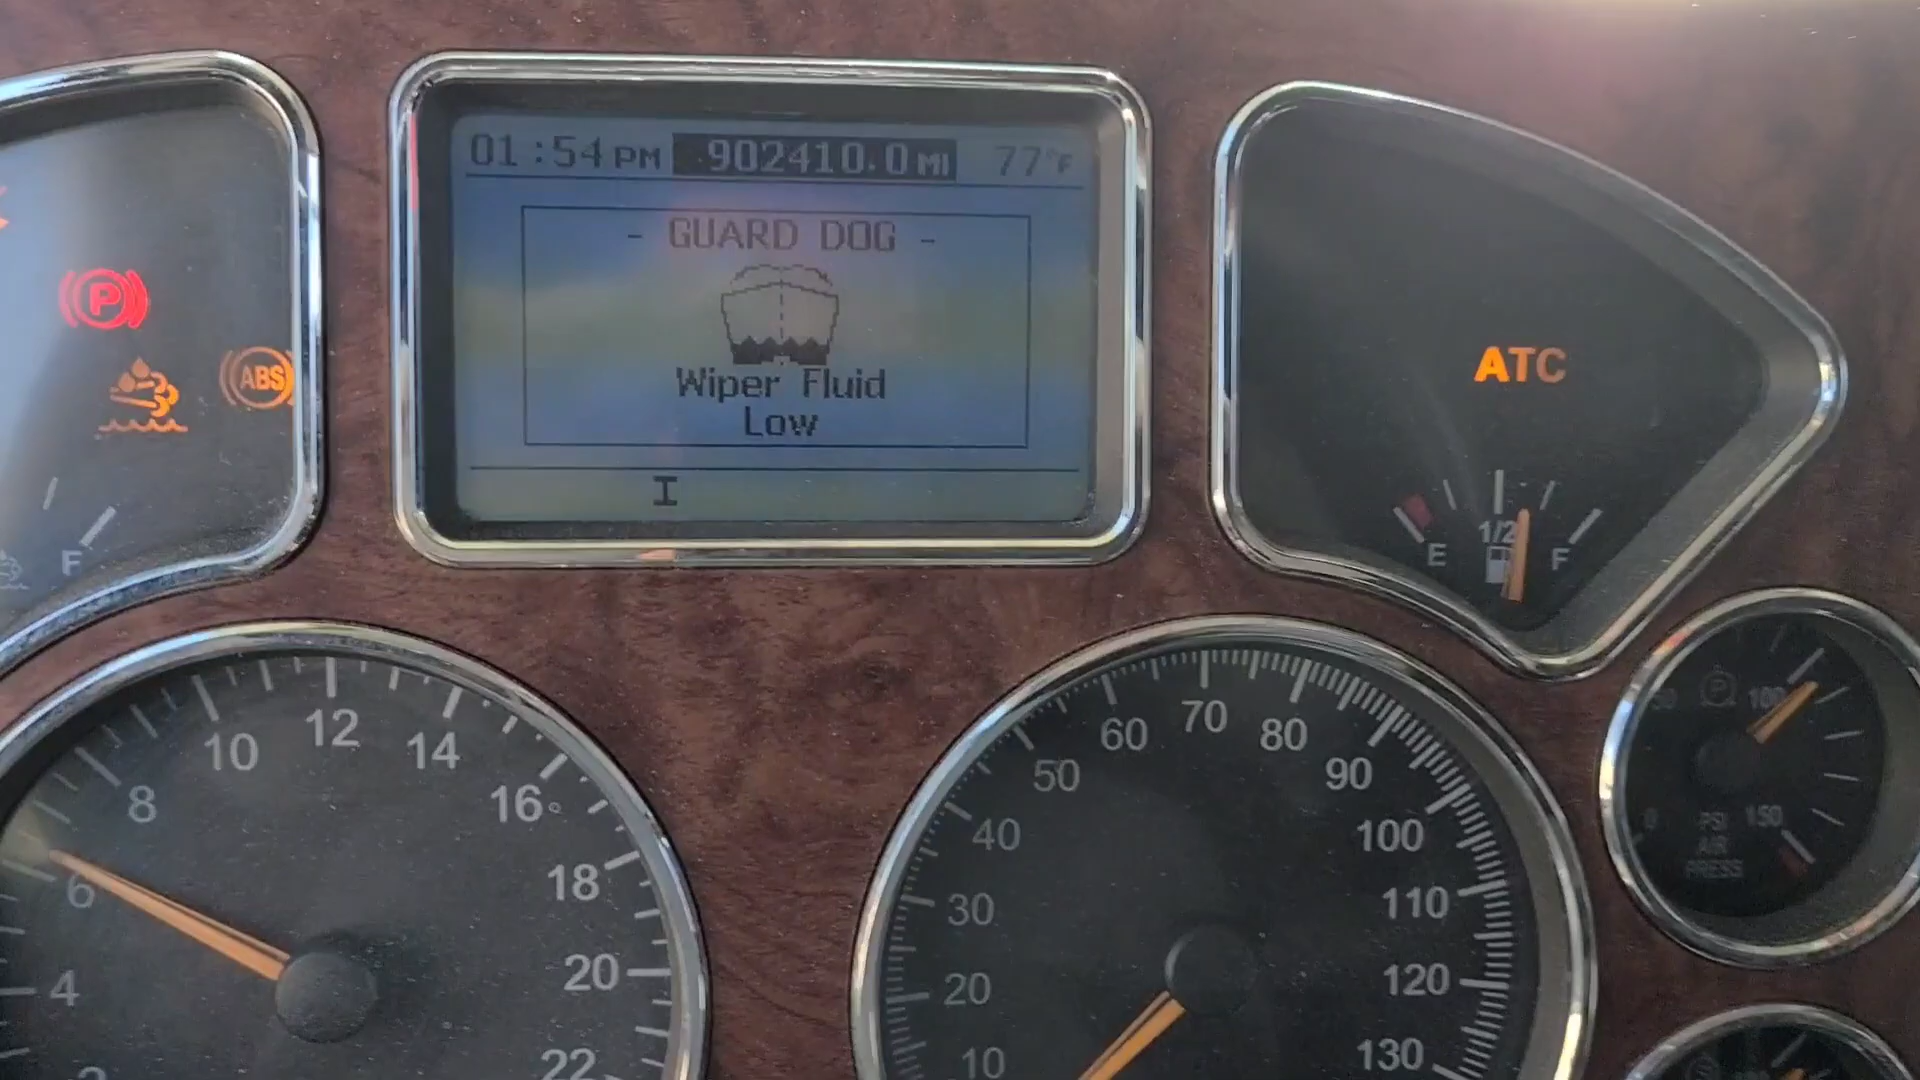 01:54 PM 902410.0 MI 77°F
- GUARD DOG -
Wiper Fluid
Low
I
P
ABS
F
ATC
E 1/2 F
4
6
8
10
12
14
16
18
20
22
10
20
30
40
50
60
70
80
90
100
110
120
130
P
100
0 PSI 150
AIR
PRESS